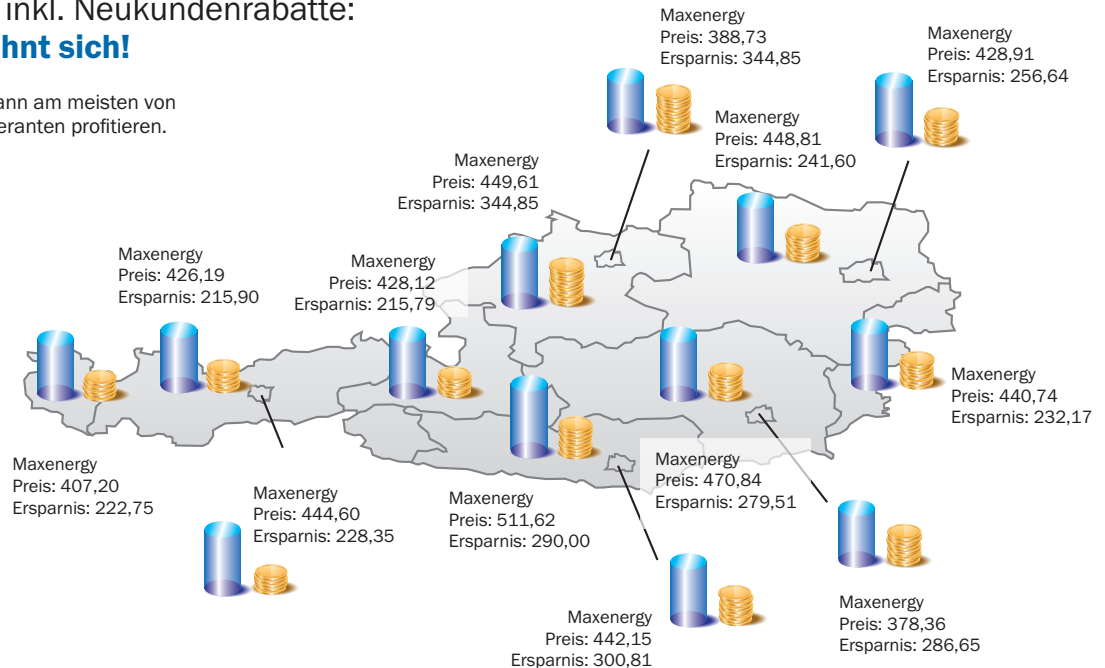 inkl. Neukundenrabatte:
hnt sich!
ann am meisten von
eranten profitieren.
Maxenergy
Preis: 388,73
Ersparnis: 344,85
Maxenergy
Preis: 428,91
Ersparnis: 256,64
Maxenergy
Preis: 448,81
Ersparnis: 241,60
Maxenergy
Preis: 449,61
Ersparnis: 344,85
Maxenergy
Preis: 426,19
Ersparnis: 215,90
Maxenergy
Preis: 428,12
Ersparnis: 215,79
Maxenergy
Preis: 440,74
Ersparnis: 232,17
Maxenergy
Preis: 407,20
Ersparnis: 222,75
Maxenergy
Preis: 444,60
Ersparnis: 228,35
Maxenergy
Preis: 511,62
Ersparnis: 290,00
Maxenergy
Preis: 470,84
Ersparnis: 279,51
Maxenergy
Preis: 442,15
Ersparnis: 300,81
Maxenergy
Preis: 378,36
Ersparnis: 286,65